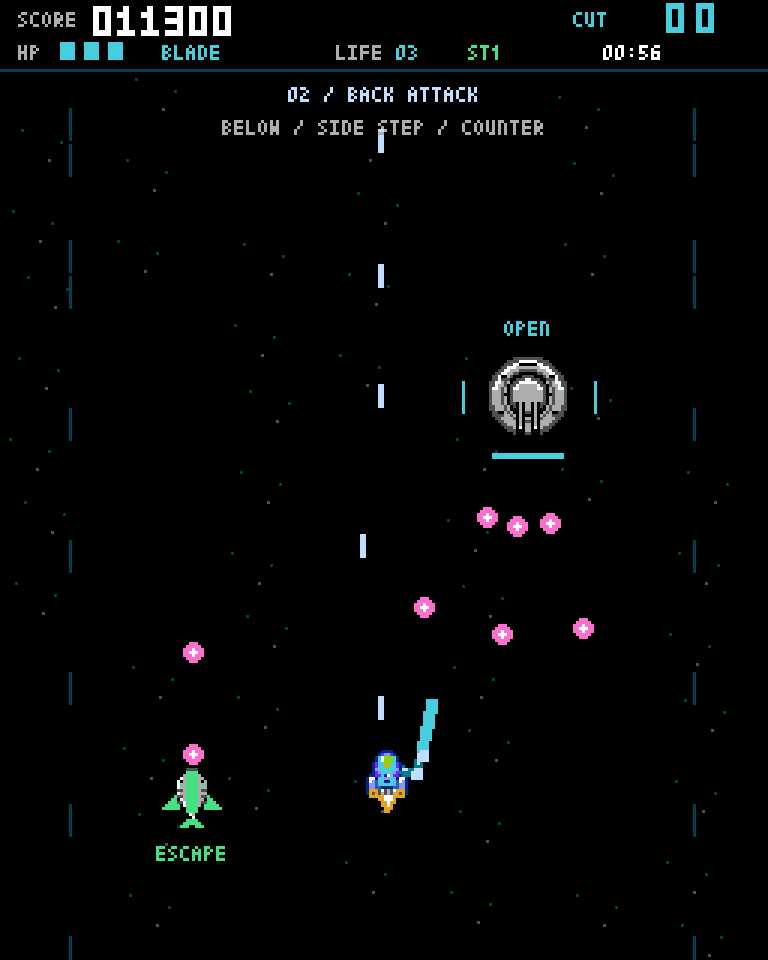 SCORE 011300 CUT 00
HP BLADE LIFE 03 ST1 00:56
02 / BACK ATTACK
BELOW / SIDE STEP / COUNTER
OPEN
ESCAPE